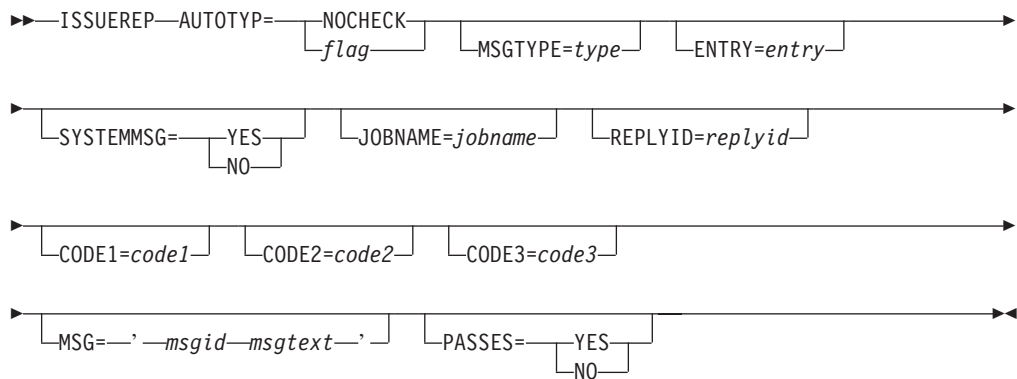 ISSUEREP AUTOTYP= NOCHECK
flag MSGTYPE=type ENTRY=entry
SYSTEMMSG= YES JOBNAME=jobname REPLYID=replyid
NO
CODE1=code1 CODE2=code2 CODE3=code3
MSG= ' msgid msgtext ' PASSES= YES
NO